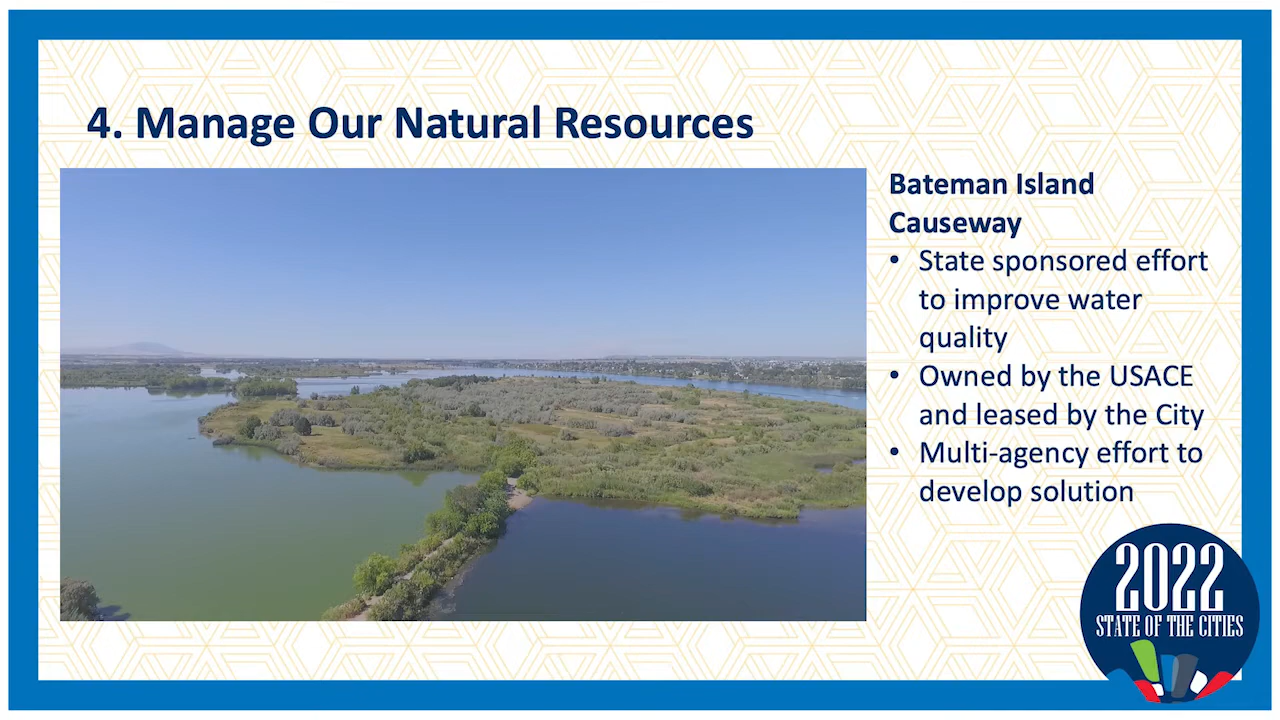 4. Manage Our Natural Resources
Bateman Island
Causeway
• State sponsored effort
to improve water
quality
• Owned by the USACE
and leased by the City
• Multi-agency effort to
develop solution
2022
STATE OF THE CITIES